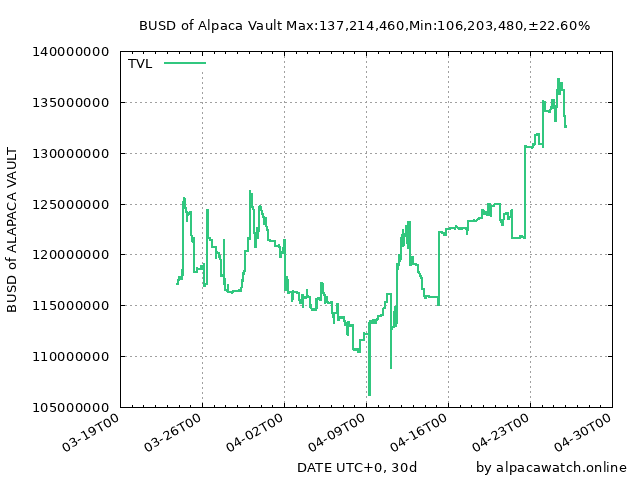 BUSD of Alpaca Vault Max:137,214,460,Min:106,203,480,±22.60%
TVL
140000000
135000000
130000000
125000000
120000000
115000000
110000000
105000000
BUSD of ALAPACA VAULT
03-19T00
03-26T00
04-02T00
04-09T00
04-16T00
04-23T00
04-30T00
DATE UTC+0, 30d
by alpacawatch.online